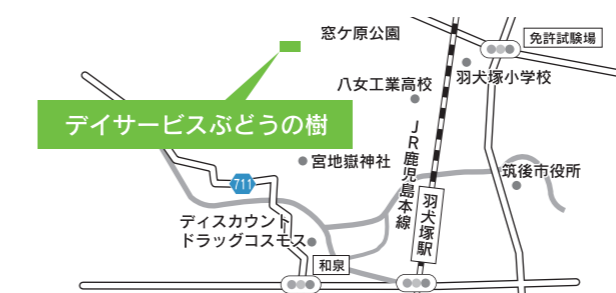 窓ケ原公園
免許試験場
八女工業高校
羽犬塚小学校
デイサービスぶどうの樹
JR鹿児島本線
宮地嶽神社
筑後市役所
711
羽犬塚駅
ディスカウント
ドラッグコスモス
和泉